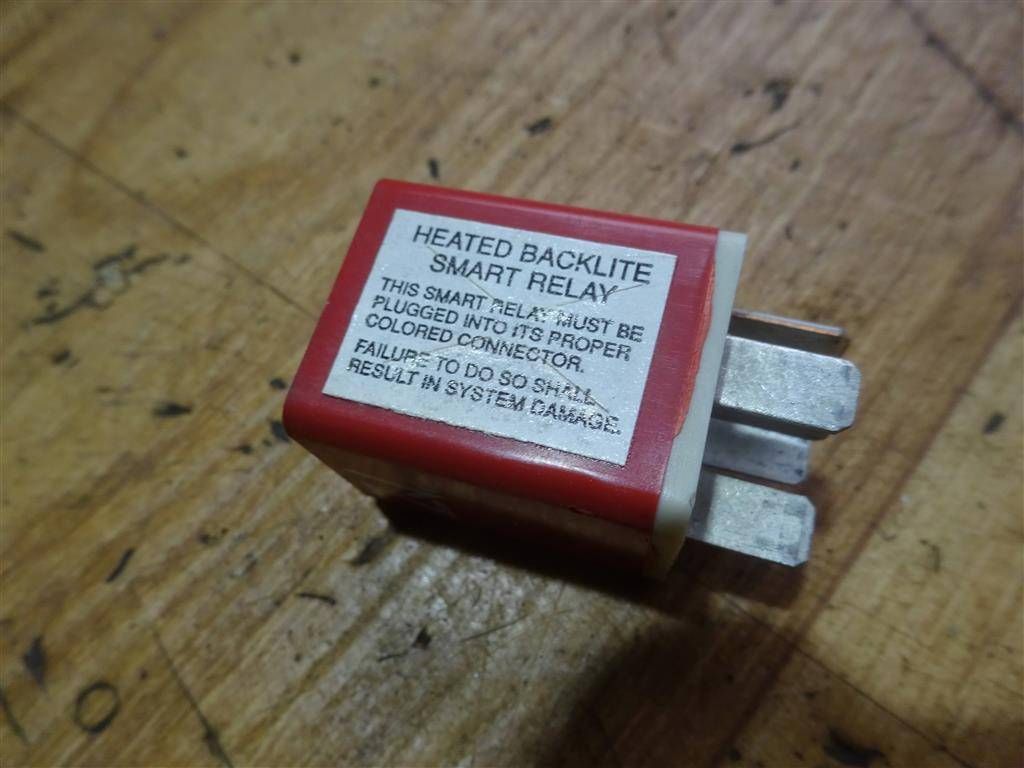 HEATED BACKLITE
SMART RELAY
THIS SMART RELAY MUST BE
PLUGGED INTO ITS PROPER
COLORED CONNECTOR.
FAILURE TO DO SO SHALL
RESULT IN SYSTEM DAMAGE.